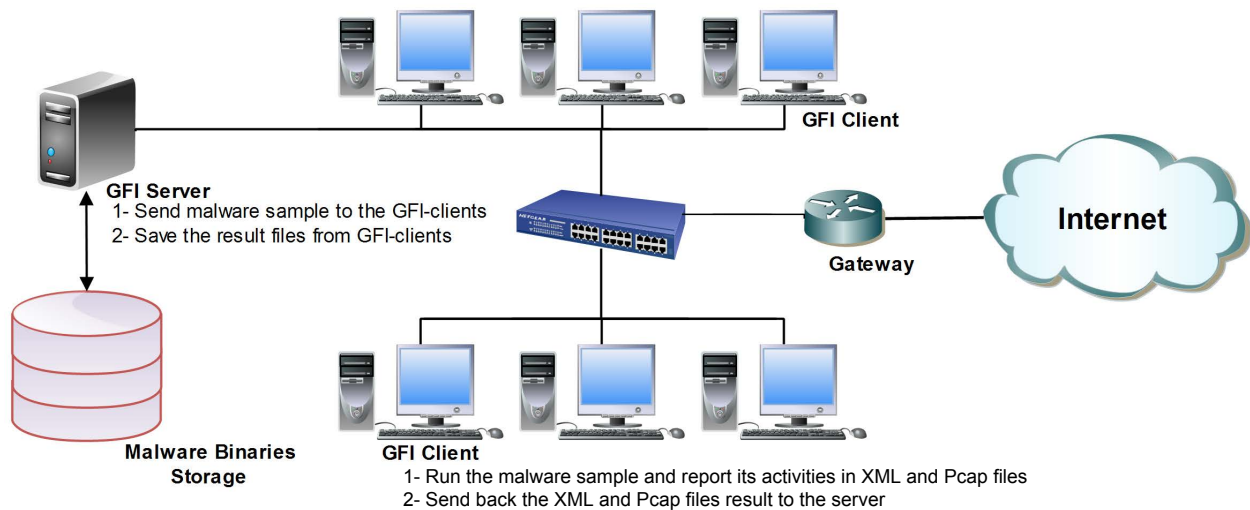 GFI Client
GFI Server
1- Send malware sample to the GFI-clients
2- Save the result files from GFI-clients
NETGEAR
Internet
Gateway
Malware Binaries
Storage
GFI Client
1- Run the malware sample and report its activities in XML and Pcap files
2- Send back the XML and Pcap files result to the server